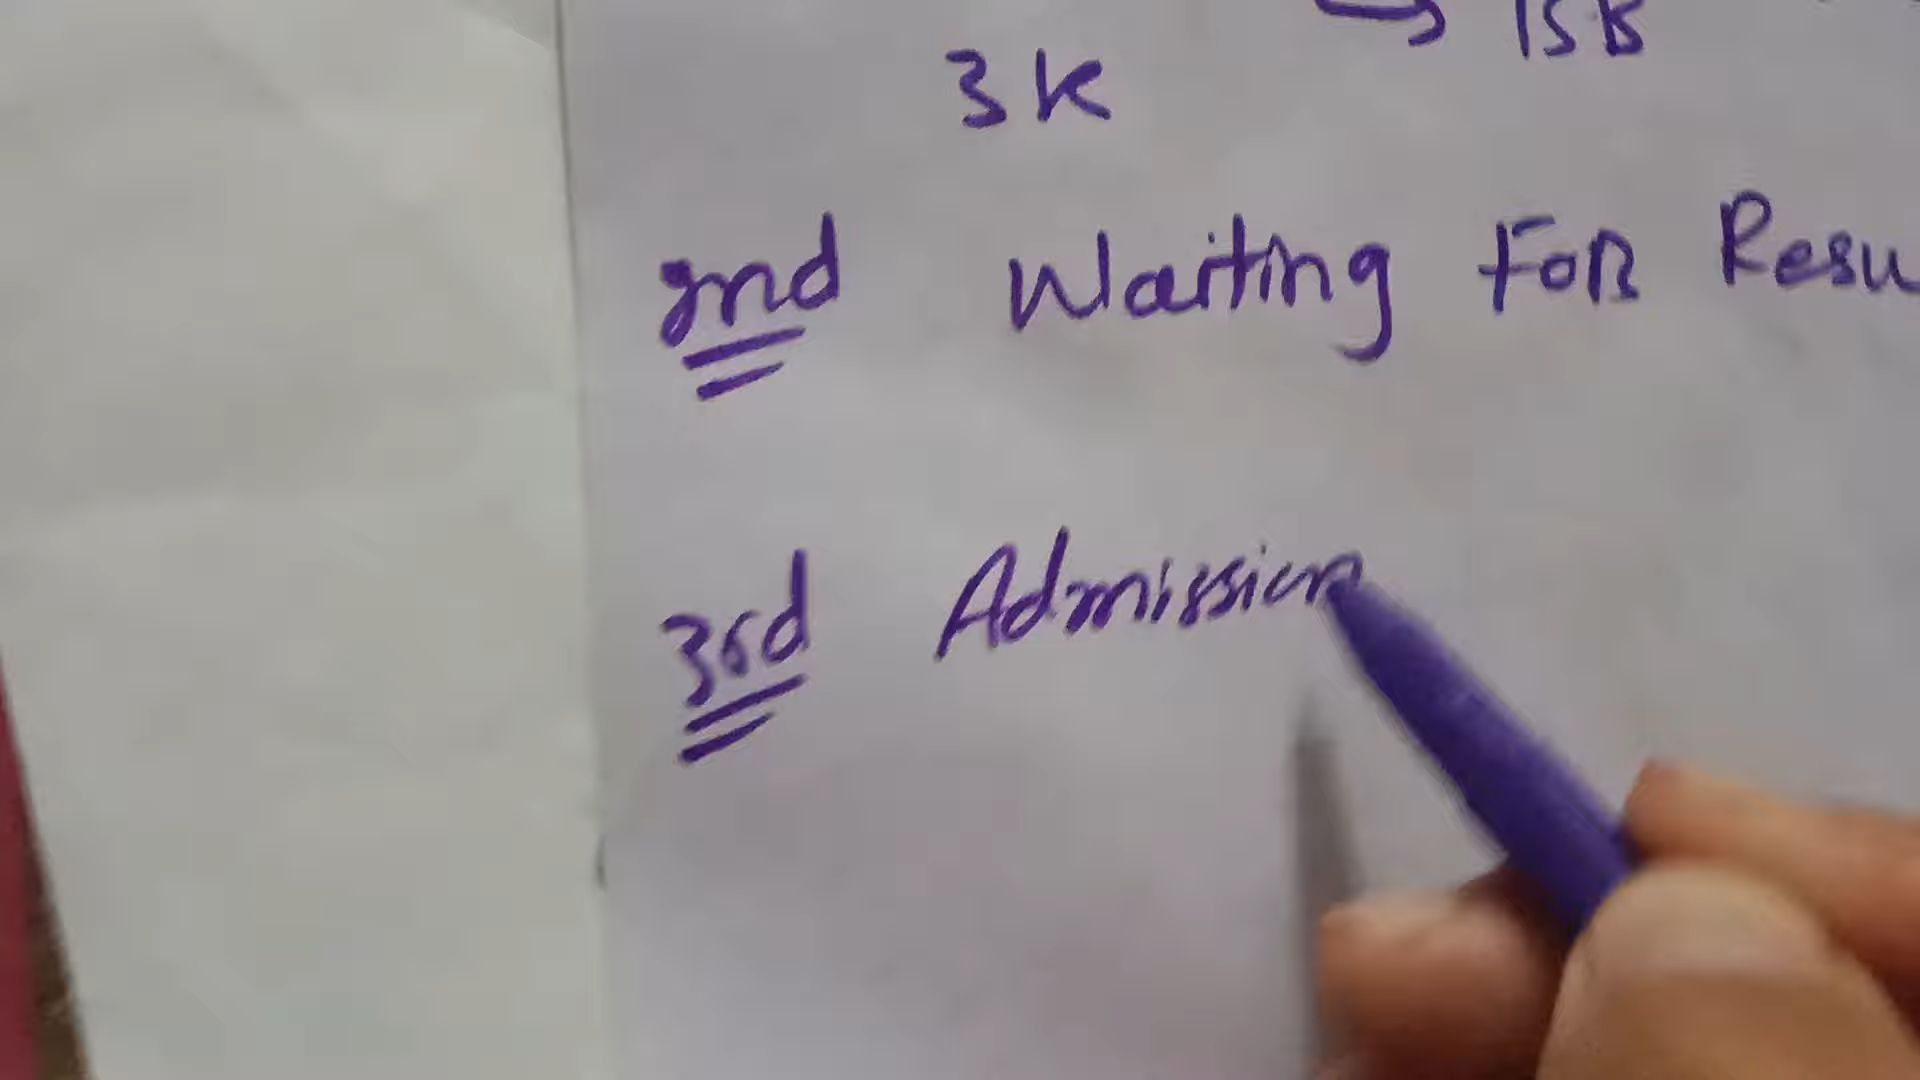 → ISB
3K
2nd Waiting FoR Resu
3rd Admission